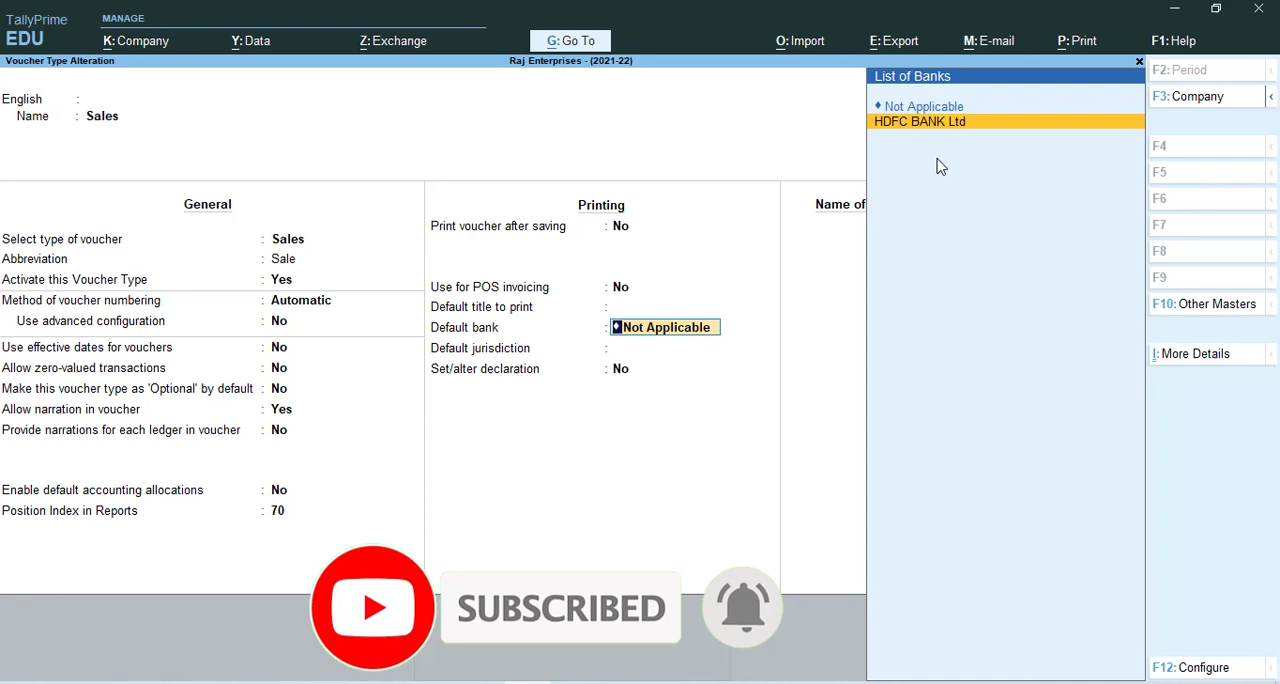 TallyPrime
EDU
MANAGE
K: Company
Y: Data
Z: Exchange
G: Go To
O: Import
E: Export
M: E-mail
P: Print
F1: Help
Voucher Type Alteration
Raj Enterprises - (2021-22)
English :
Name : Sales
General
Select type of voucher : Sales
Abbreviation : Sale
Activate this Voucher Type : Yes
Method of voucher numbering : Automatic
Use advanced configuration : No
Use effective dates for vouchers : No
Allow zero-valued transactions : No
Make this voucher type as 'Optional' by default : No
Allow narration in voucher : Yes
Provide narrations for each ledger in voucher : No
Enable default accounting allocations : No
Position Index in Reports : 70
Printing
Print voucher after saving : No
Use for POS invoicing : No
Default title to print :
Default bank : ♦ Not Applicable
Default jurisdiction :
Set/alter declaration : No
Name of
List of Banks
♦ Not Applicable
HDFC BANK Ltd
F2: Period
F3: Company
F4
F5
F6
F7
F8
F9
F10: Other Masters
I: More Details
F12: Configure
SUBSCRIBED